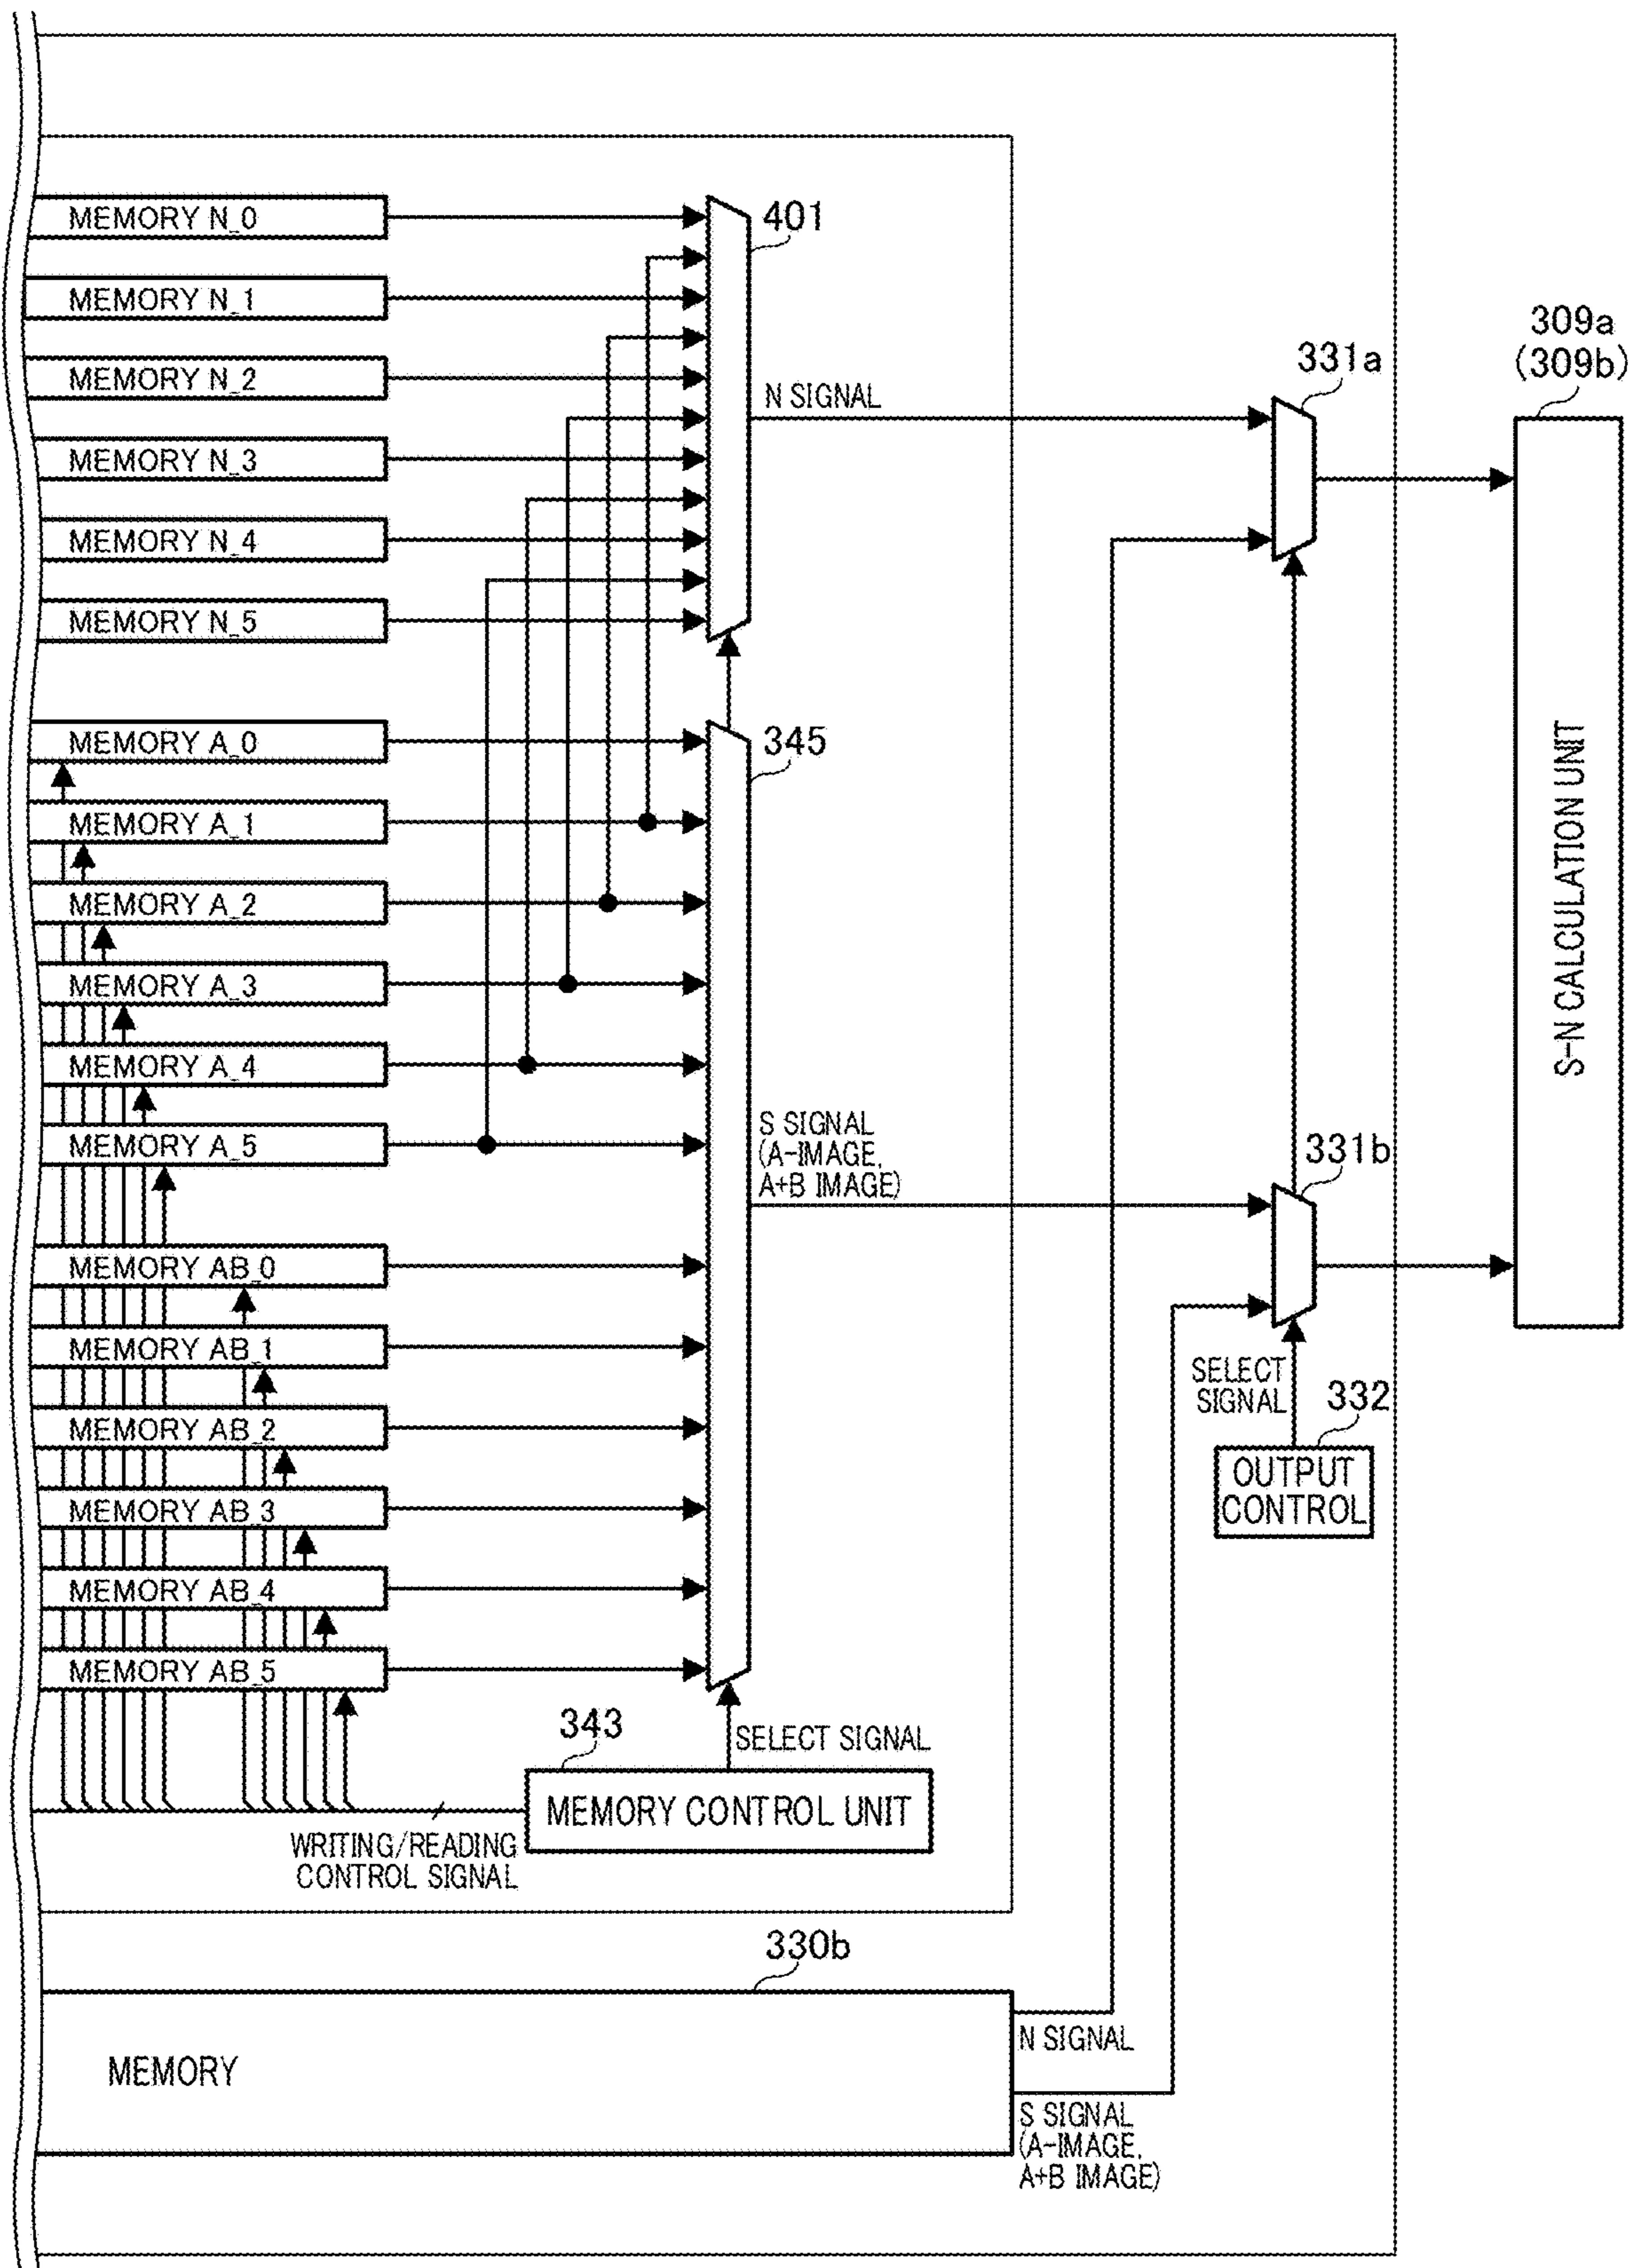 MEMORY N_0
401
MEMORY N_1
309a
(309b)
331a
MEMORY N_2
N SIGNAL
MEMORY N_3
MEMORY N_4
MEMORY N_5
MEMORY A_0
345
S-N CALCULATION UNIT
MEMORY A_1
MEMORY A_2
MEMORY A_3
MEMORY A_4
S SIGNAL
(A-IMAGE,
A+B IMAGE)
MEMORY A_5
331b
MEMORY AB_0
MEMORY AB_1
SELECT
SIGNAL
332
MEMORY AB_2
OUTPUT
CONTROL
MEMORY AB_3
MEMORY AB_4
MEMORY AB_5
343
SELECT SIGNAL
MEMORY CONTROL UNIT
WRITING/READING
CONTROL SIGNAL
330b
N SIGNAL
MEMORY
S SIGNAL
(A-IMAGE,
A+B IMAGE)